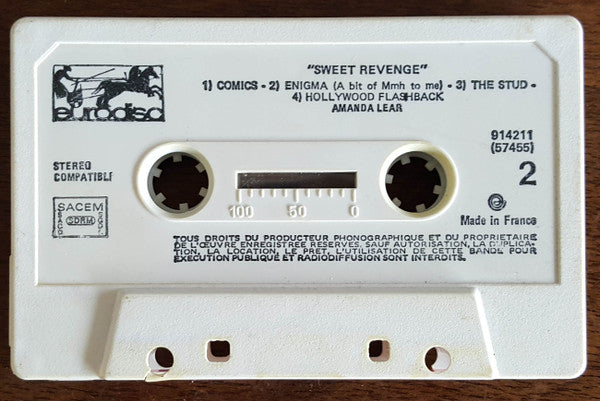 "SWEET REVENGE"
1) COMICS - 2) ENIGMA (A bit of Mmh to me) - 3) THE STUD -
4) HOLLYWOOD FLASHBACK
AMANDA LEAR
eurodisc
914211
(57455)
STEREO
COMPATIBLE
2
SACEM
SACD SDRM SGDL
100 50 0
Made in France
TOUS DROITS DU PRODUCTEUR PHONOGRAPHIQUE ET DU PROPRIETAIRE
DE L'ŒUVRE ENREGISTREE RESERVES, SAUF AUTORISATION, LA DUPLICA-
TION, LA LOCATION, LE PRET, L'UTILISATION DE CETTE BANDE POUR
EXECUTION PUBLIQUE ET RADIODIFFUSION SONT INTERDITS.